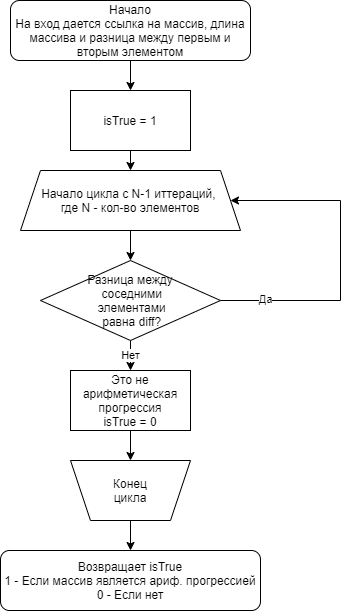 Начало
На вход дается ссылка на массив, длина
массива и разница между первым и
вторым элементом
isTrue = 1
Начало цикла с N-1 иттераций,
где N - кол-во элементов
Разница между
соседними
элементами
равна diff?
Да
Нет
Это не
арифметическая
прогрессия
isTrue = 0
Конец
цикла
Возвращает isTrue
1 - Если массив является ариф. прогрессией
0 - Если нет